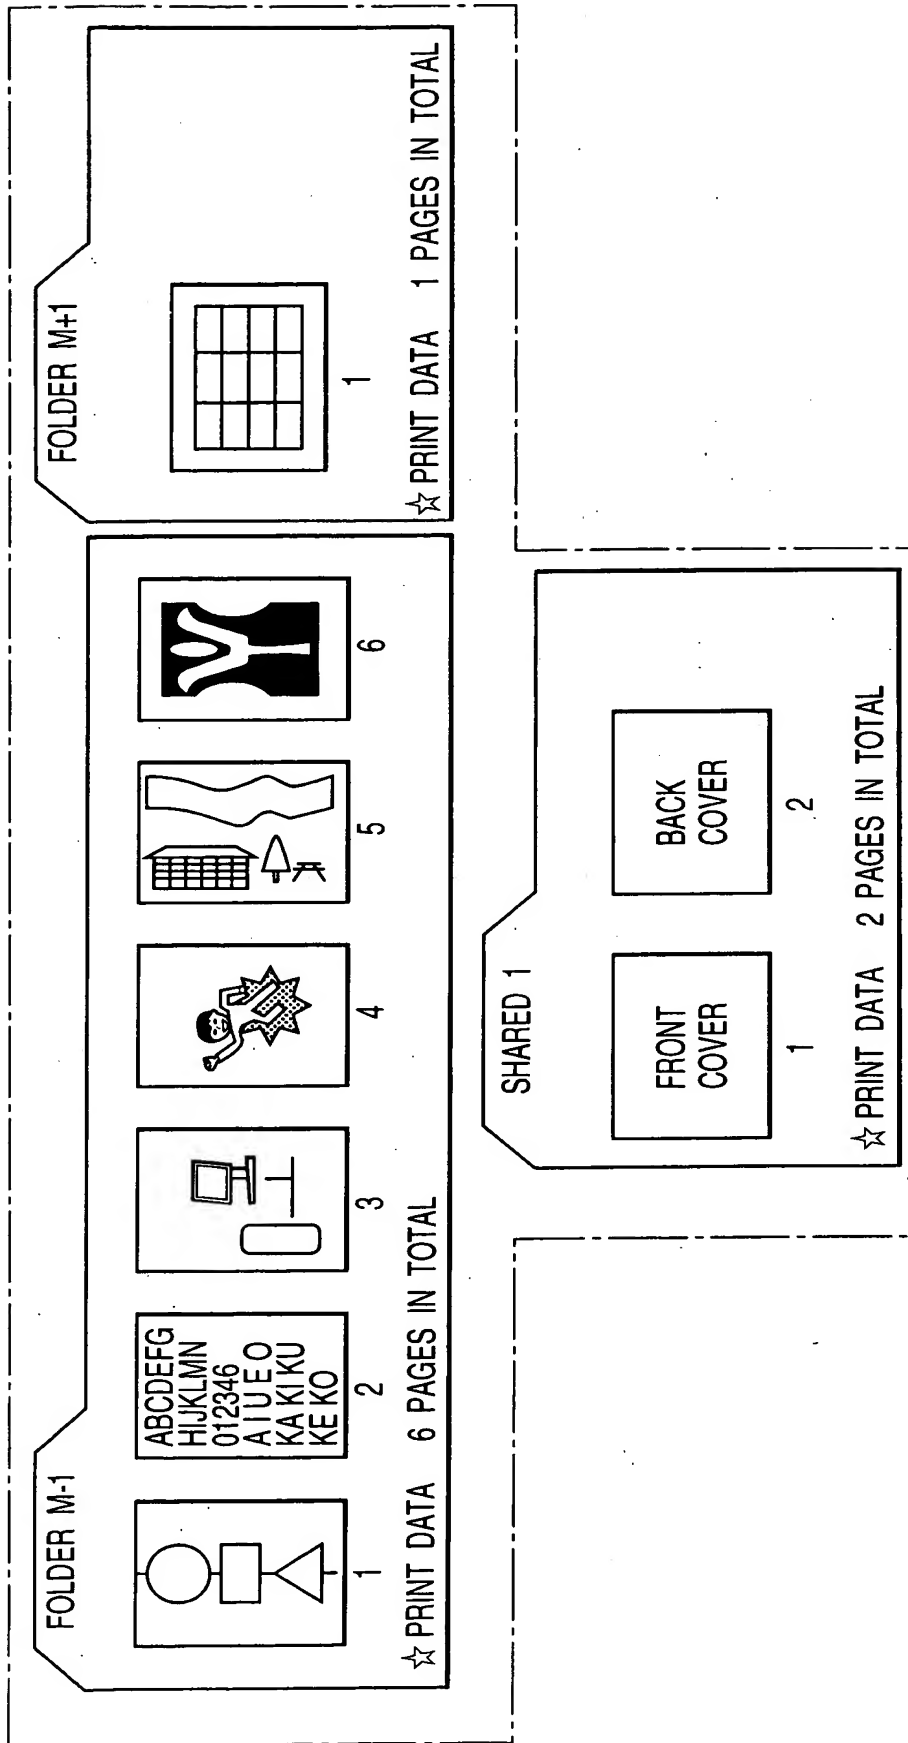 FOLDER M-1
1
ABCDEFG
HIJKLMN
012346
A I U E O
KA KI KU
KE KO
2
3
4
5
6
☆ PRINT DATA 6 PAGES IN TOTAL
FOLDER M+1
1
☆ PRINT DATA 1 PAGES IN TOTAL
SHARED 1
FRONT
COVER
1
BACK
COVER
2
☆ PRINT DATA 2 PAGES IN TOTAL